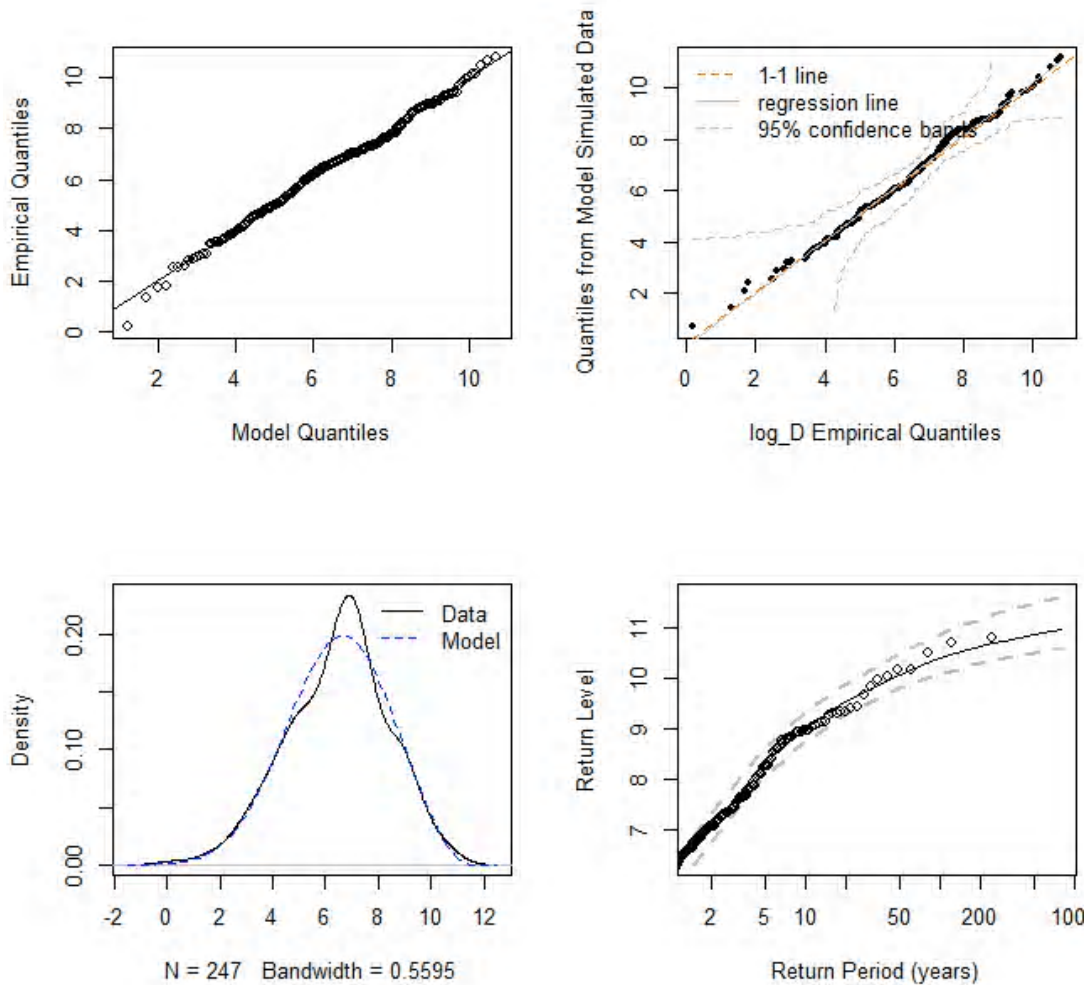 Empirical Quantiles
10
8
6
4
2
0
2 4 6 8 10
Model Quantiles
Quantiles from Model Simulated Data
10
8
6
4
2
1-1 line
regression line
95% confidence bands
0 2 4 6 8 10
log_D Empirical Quantiles
Density
0.20
0.10
0.00
Data
Model
-2 0 2 4 6 8 10 12
N = 247 Bandwidth = 0.5595
Return Level
11
10
9
8
7
2 5 10 50 200 100
Return Period (years)